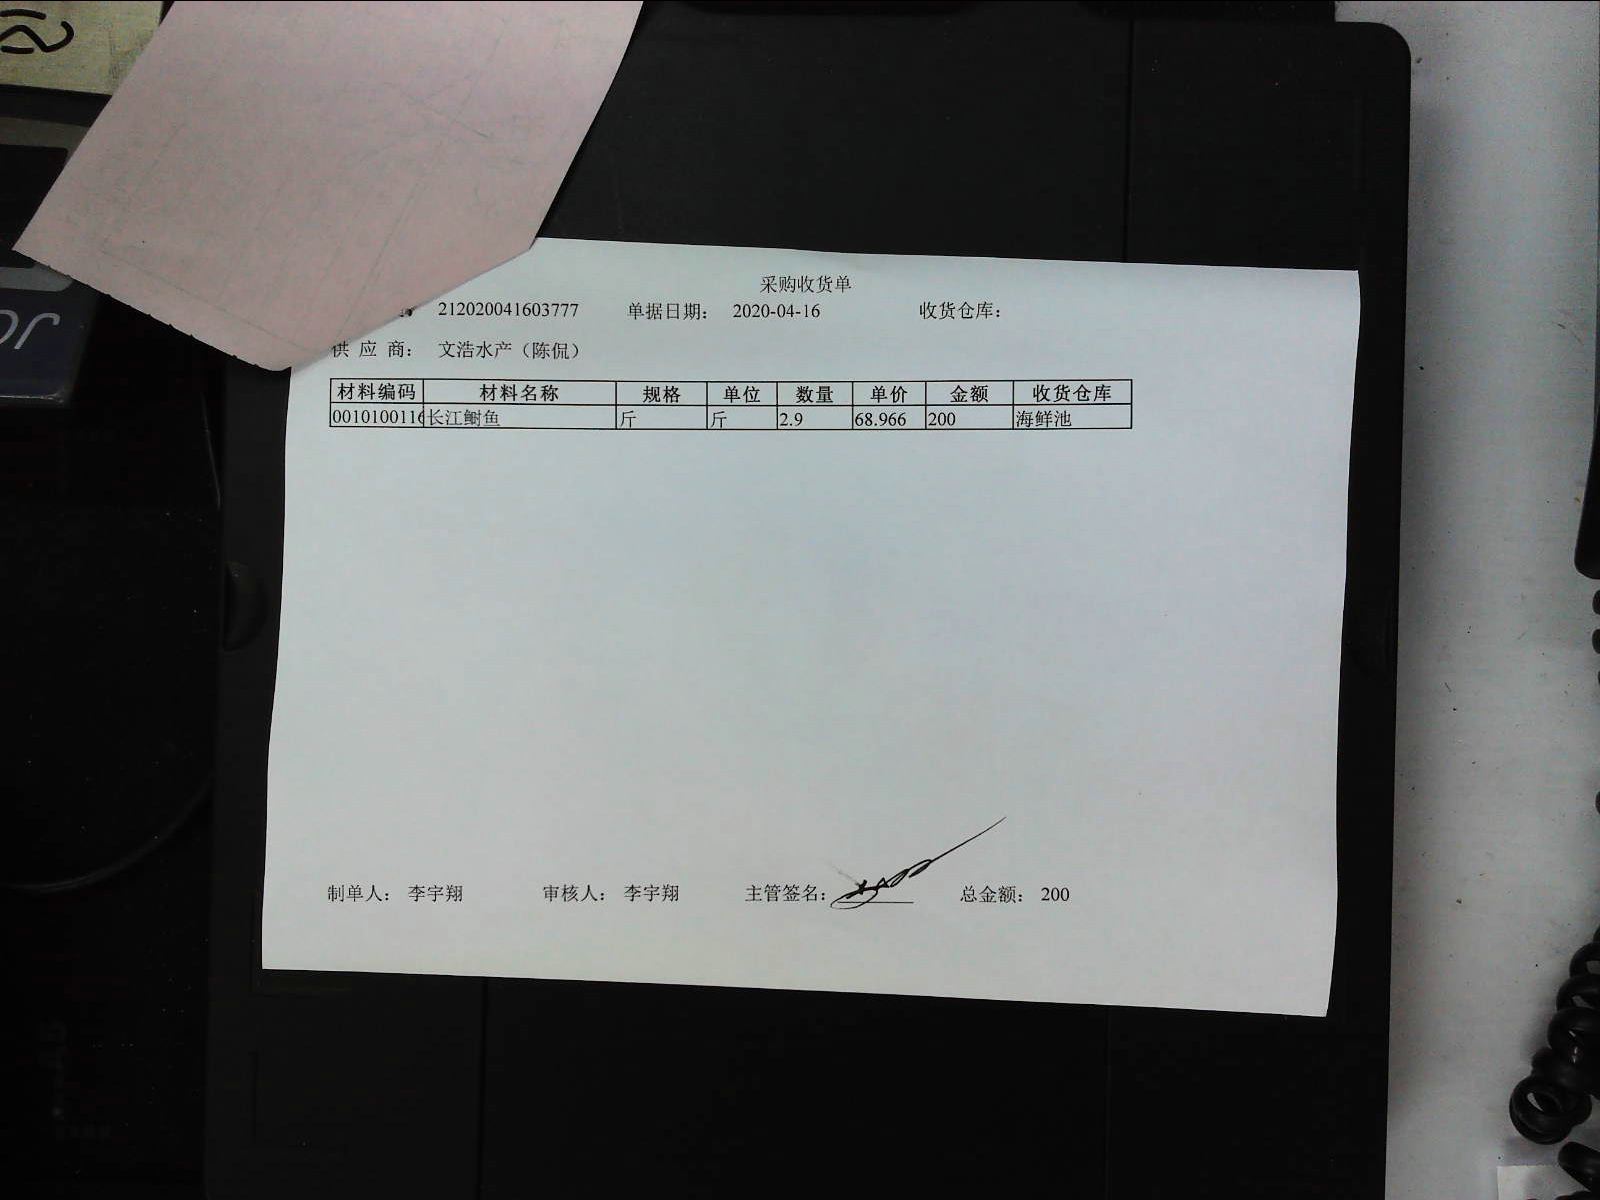 采购收货单
212020041603777 单据日期： 2020-04-16 收货仓库：
供 应 商： 文浩水产（陈侃）
材料编码 材料名称 规格 单位 数量 单价 金额 收货仓库
0010100116 长江鲥鱼 斤 斤 2.9 68.966 200 海鲜池
制单人： 李宇翔 审核人： 李宇翔 主管签名： 总金额： 200